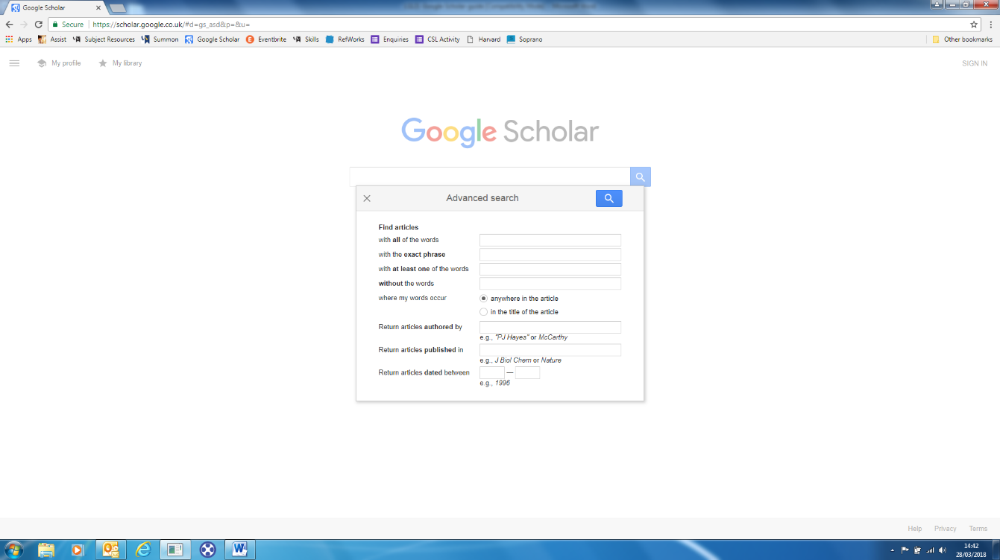 Google Scholar
Secure https://scholar.google.co.uk/#d=gs_asd&p=&u=
Apps Assist Subject Resources Summon Google Scholar Eventbrite Skills RefWorks Enquiries CSL Activity Harvard Soprano Other bookmarks
My profile My library SIGN IN
Google Scholar
Advanced search
Find articles
with all of the words
with the exact phrase
with at least one of the words
without the words
where my words occur anywhere in the article
in the title of the article
Return articles authored by
e.g., "PJ Hayes" or McCarthy
Return articles published in
e.g., J Biol Chem or Nature
Return articles dated between —
e.g., 1996
Help Privacy Terms
14:42
28/03/2018